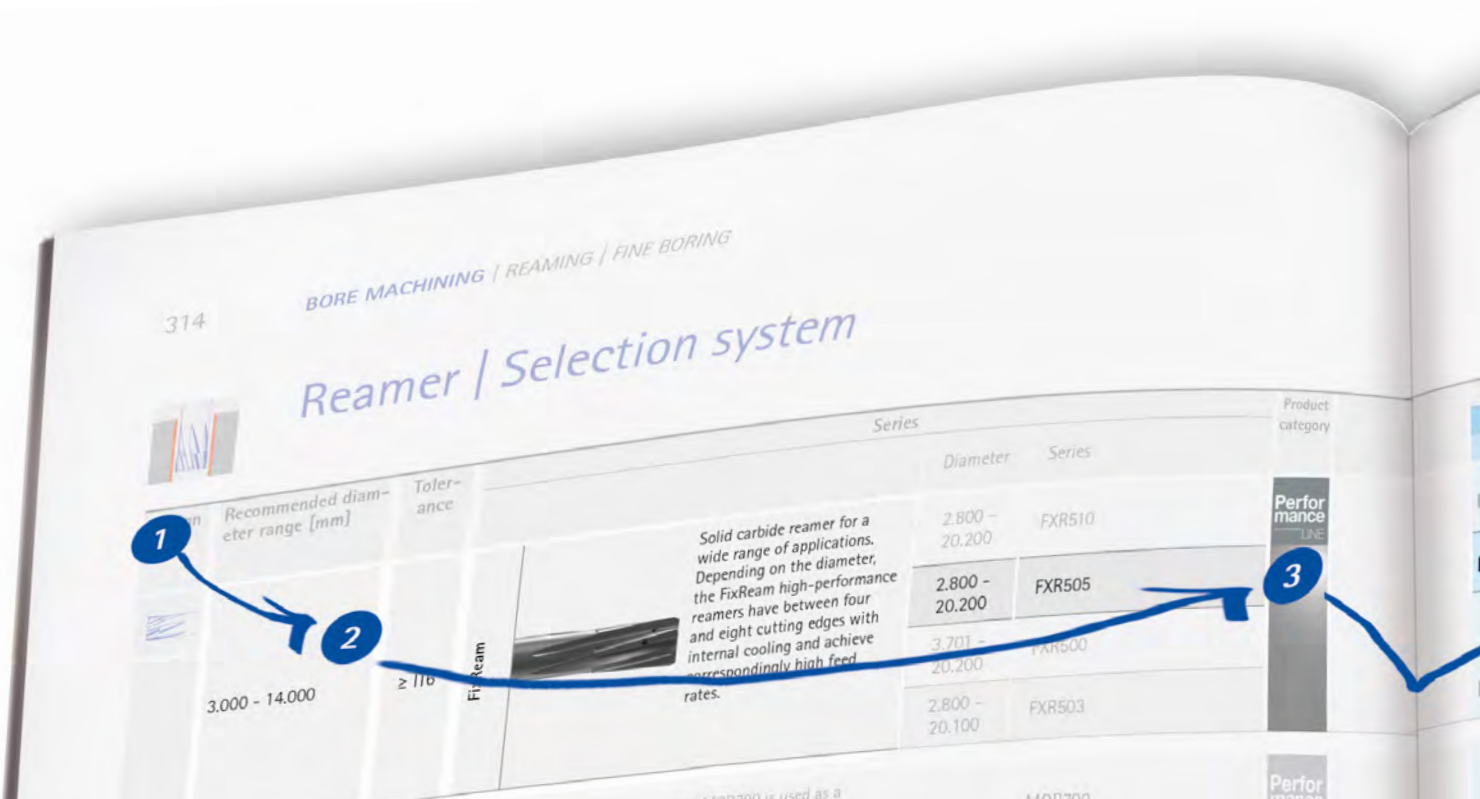 314
BORE MACHINING | REAMING / FINE BORING
Reamer | Selection system
Series
Product
category
Recommended diam-
eter range [mm]
Toler-
ance
Diameter
Series
1
2
3
3.000 - 14.000
≥ IT6
FixReam
Solid carbide reamer for a
wide range of applications.
Depending on the diameter,
the FixReam high-performance
reamers have between four
and eight cutting edges with
internal cooling and achieve
correspondingly high feed
rates.
2.800 –
20.200
FXR510
2.800 –
20.200
FXR505
3.701 –
20.200
FXR500
2.800 –
20.100
FXR503
Perfor
mance
LINE
is used as a
Perfor
mance